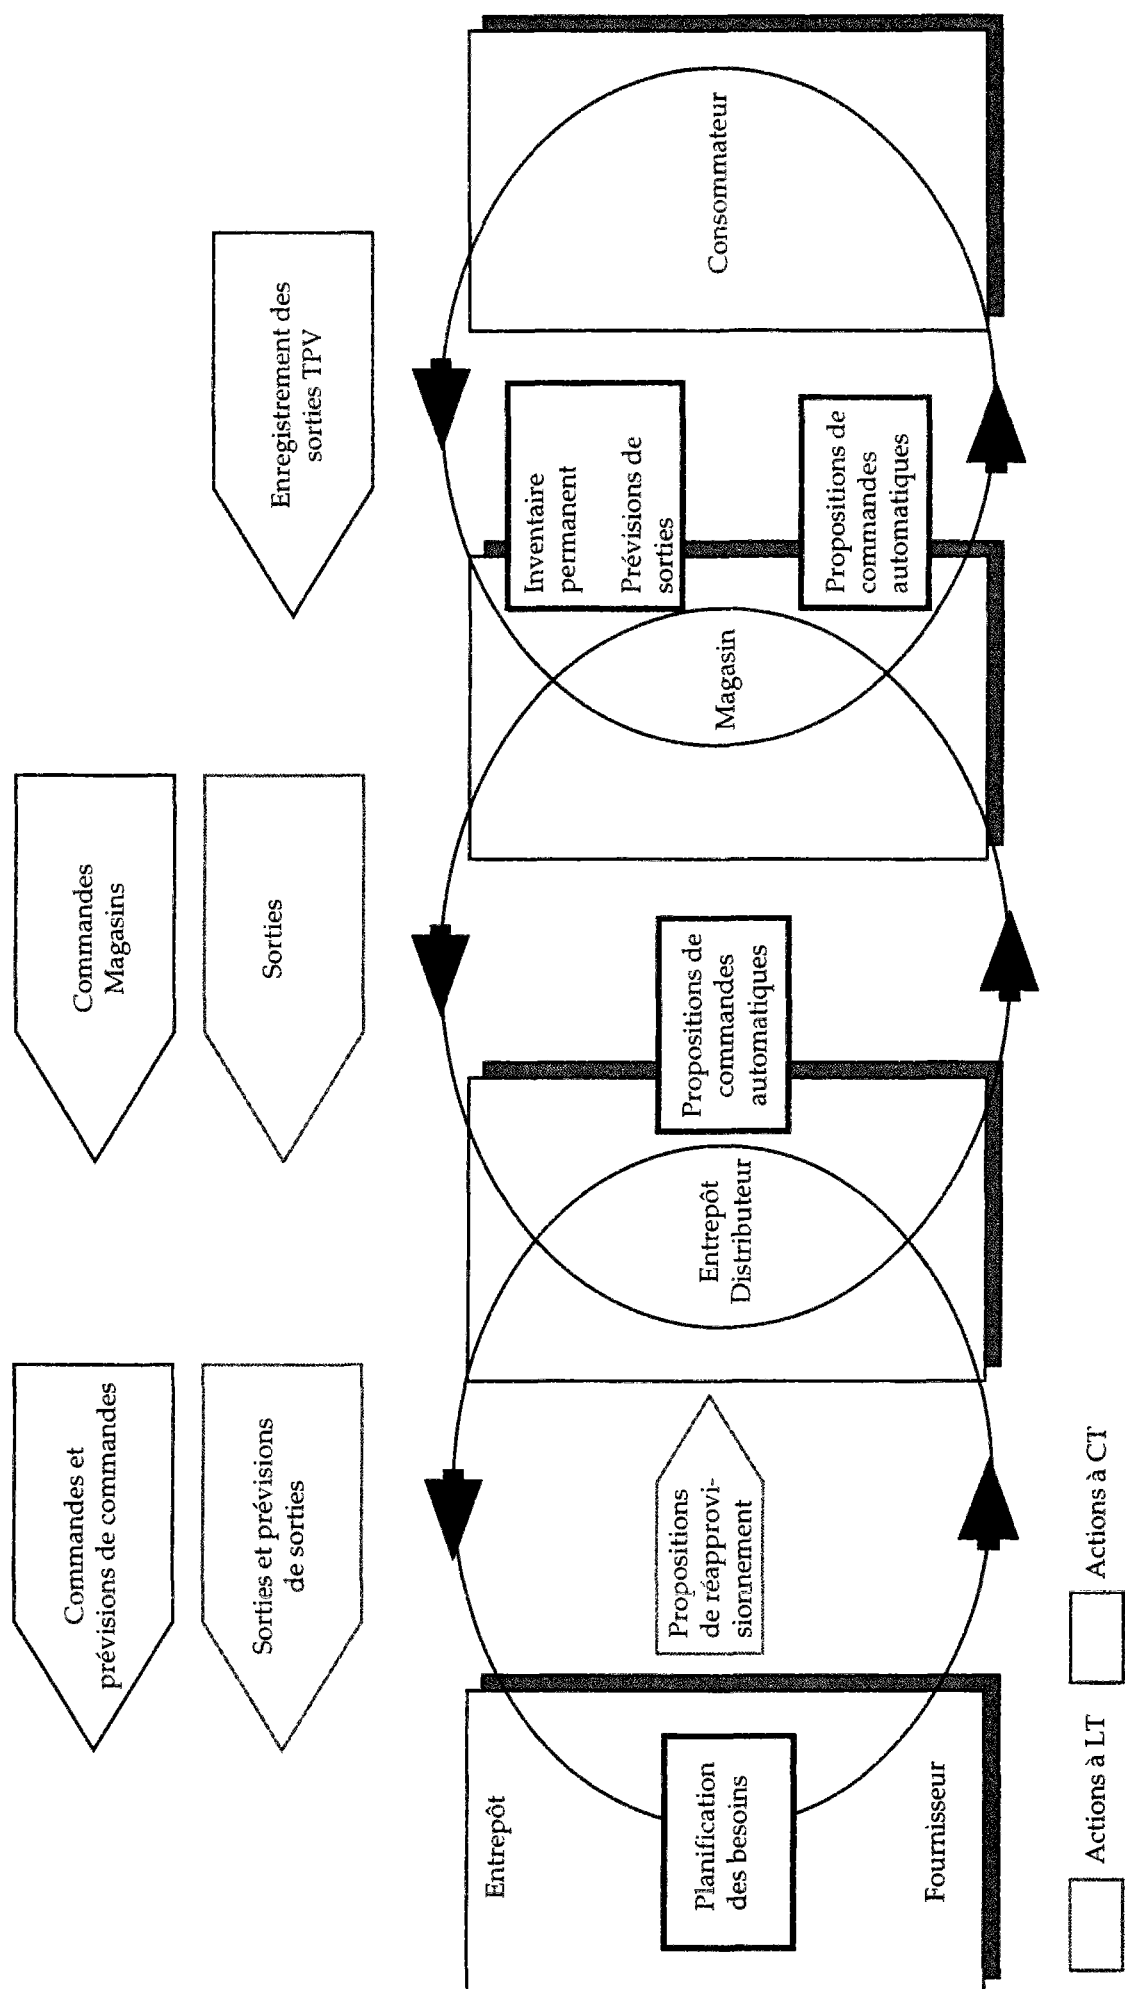 Commandes et
prévisions de commandes
Commandes
Magasins
Sorties et prévisions
de sorties
Sorties
Enregistrement des
sorties TPV
Entrepôt
Planification
des besoins
Fournisseur
Propositions
de réapprovi-
sionnement
Entrepôt
Distributeur
Propositions de
commandes
automatiques
Magasin
Inventaire
permanent
Prévisions de
sorties
Propositions de
commandes
automatiques
Consommateur
Actions à LT
Actions à CT